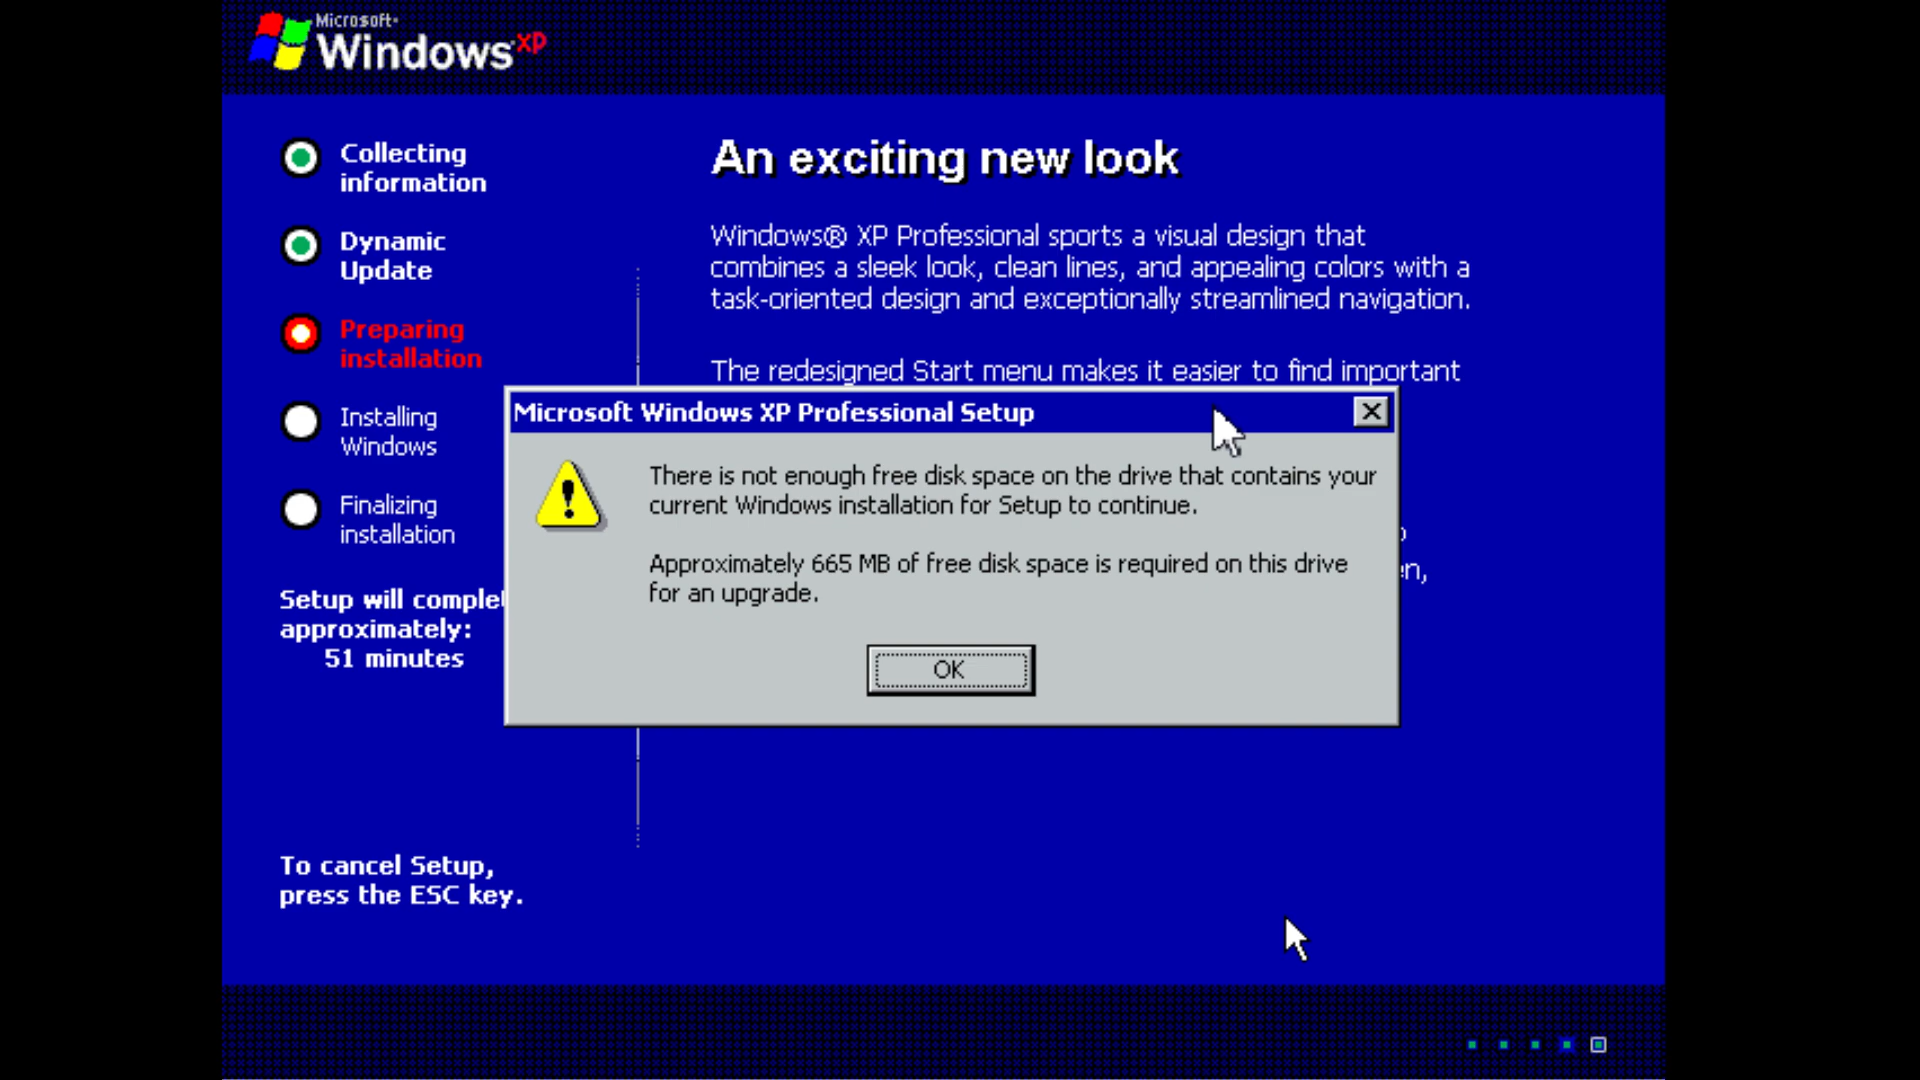 Microsoft
Windows XP
Collecting
information
Dynamic
Update
Preparing
installation
Installing
Windows
Finalizing
installation
Setup will complet
approximately:
51 minutes
To cancel Setup,
press the ESC key.
An exciting new look
Windows® XP Professional sports a visual design that
combines a sleek look, clean lines, and appealing colors with a
task-oriented design and exceptionally streamlined navigation.
The redesigned Start menu makes it easier to find important
Microsoft Windows XP Professional Setup
There is not enough free disk space on the drive that contains your
current Windows installation for Setup to continue.
Approximately 665 MB of free disk space is required on this drive
for an upgrade.
OK